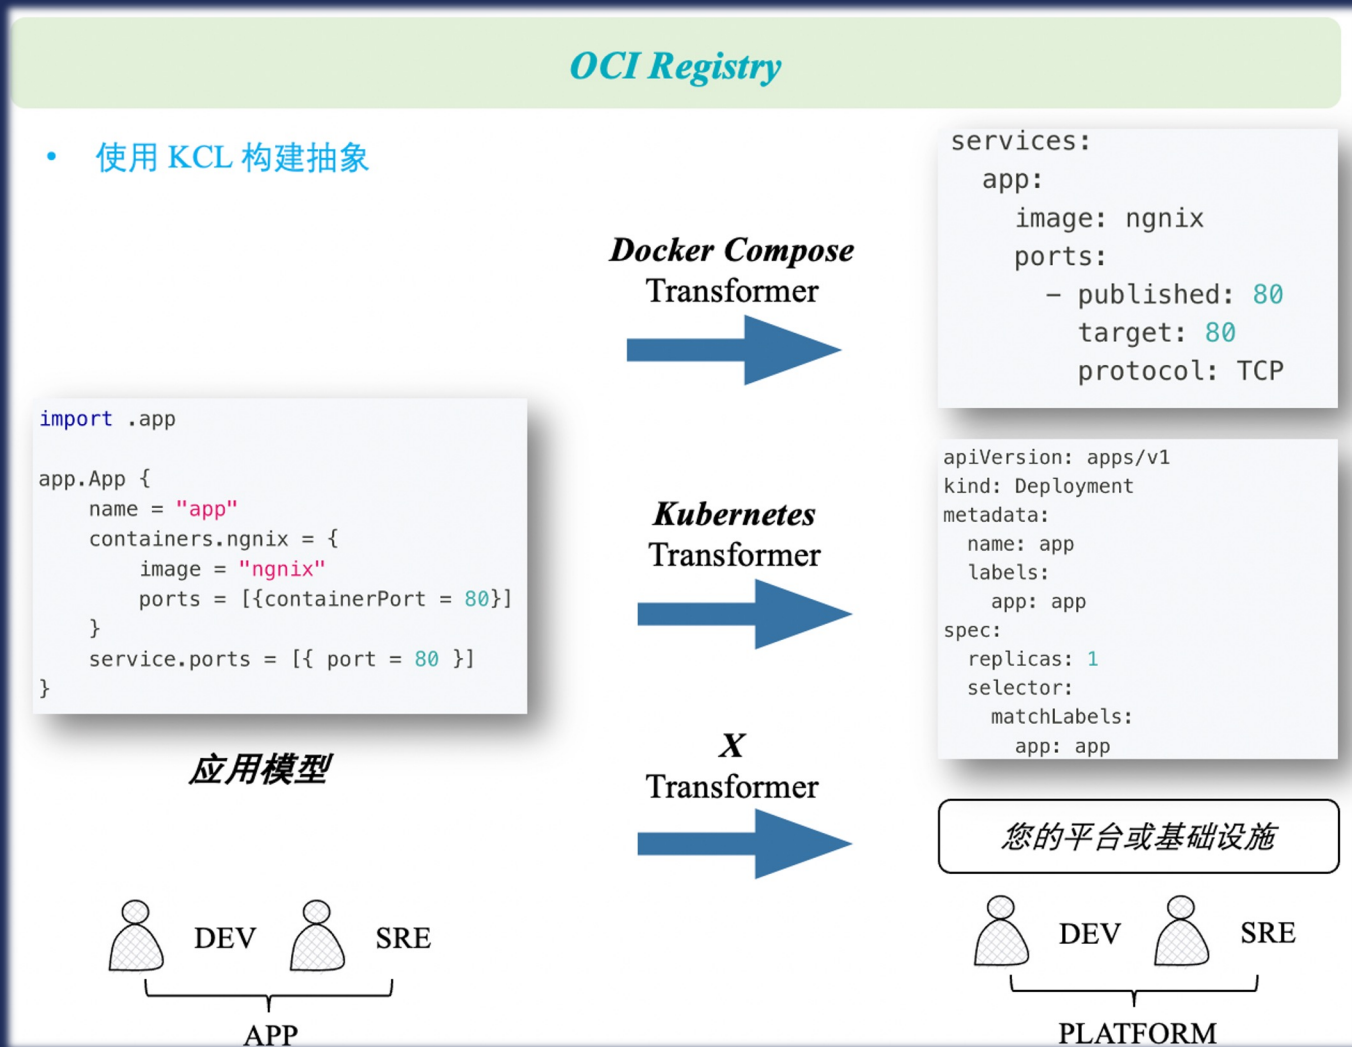 OCI Registry
• 使用 KCL 构建抽象
import .app
app.App {
    name = "app"
    containers.ngnix = {
        image = "ngnix"
        ports = [{containerPort = 80}]
    }
    service.ports = [{ port = 80 }]
}
应用模型
DEV
SRE
APP
Docker Compose
Transformer
Kubernetes
Transformer
X
Transformer
services:
  app:
    image: ngnix
    ports:
      - published: 80
        target: 80
        protocol: TCP
apiVersion: apps/v1
kind: Deployment
metadata:
  name: app
  labels:
    app: app
spec:
  replicas: 1
  selector:
    matchLabels:
      app: app
您的平台或基础设施
DEV
SRE
PLATFORM